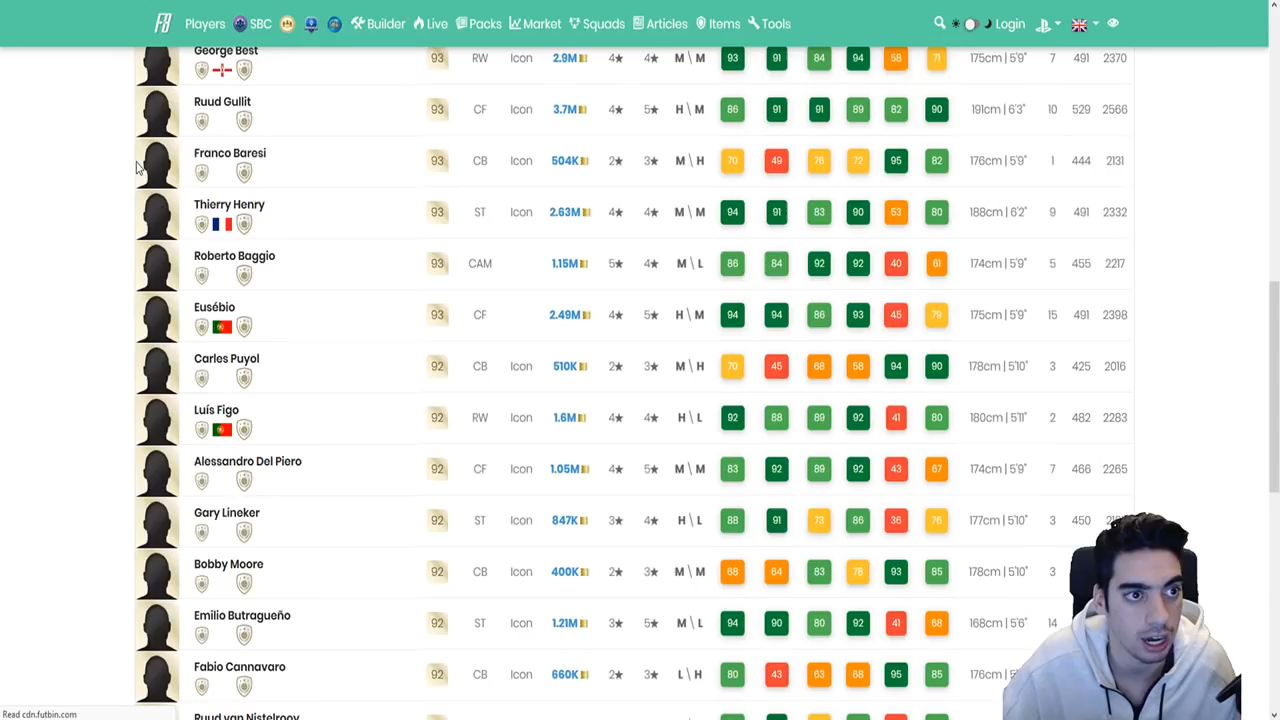 FB Players SBC Builder Live Packs Market Squads Articles Items Tools Login
George Best 93 RW Icon 2.9M 4★ 4★ M \ M 93 91 84 94 58 71 175cm | 5'9" 7 491 2370
Ruud Gullit 93 CF Icon 3.7M 4★ 5★ H \ M 86 91 91 89 82 90 191cm | 6'3" 10 529 2566
Franco Baresi 93 CB Icon 504K 2★ 3★ M \ H 70 49 76 72 95 82 176cm | 5'9" 1 444 2131
Thierry Henry 93 ST Icon 2.63M 4★ 4★ M \ M 94 91 83 90 53 80 188cm | 6'2" 9 491 2332
Roberto Baggio 93 CAM 1.15M 5★ 4★ M \ L 86 84 92 92 40 61 174cm | 5'9" 5 455 2217
Eusébio 93 CF 2.49M 4★ 5★ H \ M 94 94 86 93 45 79 175cm | 5'9" 15 491 2398
Carles Puyol 92 CB Icon 510K 2★ 3★ M \ H 70 45 68 58 94 90 178cm | 5'10" 3 425 2016
Luís Figo 92 RW Icon 1.6M 4★ 4★ H \ L 92 88 89 92 41 80 180cm | 5'11" 2 482 2283
Alessandro Del Piero 92 CF Icon 1.05M 4★ 5★ M \ M 83 92 89 92 43 67 174cm | 5'9" 7 466 2265
Gary Lineker 92 ST Icon 847K 3★ 4★ H \ L 88 91 73 86 36 76 177cm | 5'10" 3 450
Bobby Moore 92 CB Icon 400K 2★ 3★ M \ M 68 64 83 78 93 85 178cm | 5'10" 3
Emilio Butragueño 92 ST Icon 1.21M 3★ 5★ M \ L 94 90 80 92 41 68 168cm | 5'6" 14
Fabio Cannavaro 92 CB Icon 660K 2★ 3★ L \ H 80 43 63 68 95 85 176cm
Ruud van Nistelrooy
Read cdn.futbin.com